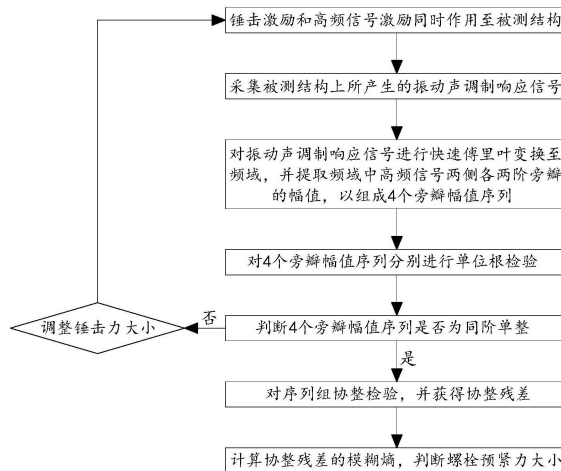 锤击激励和高频信号激励同时作用至被测结构
采集被测结构上所产生的振动声调制响应信号
对振动声调制响应信号进行快速傅里叶变换至
频域，并提取频域中高频信号两侧各两阶旁瓣
的幅值，以组成4个旁瓣幅值序列
对4个旁瓣幅值序列分别进行单位根检验
调整锤击力大小
否
判断4个旁瓣幅值序列是否为同阶单整
是
对序列组协整检验，并获得协整残差
计算协整残差的模糊熵，判断螺栓预紧力大小